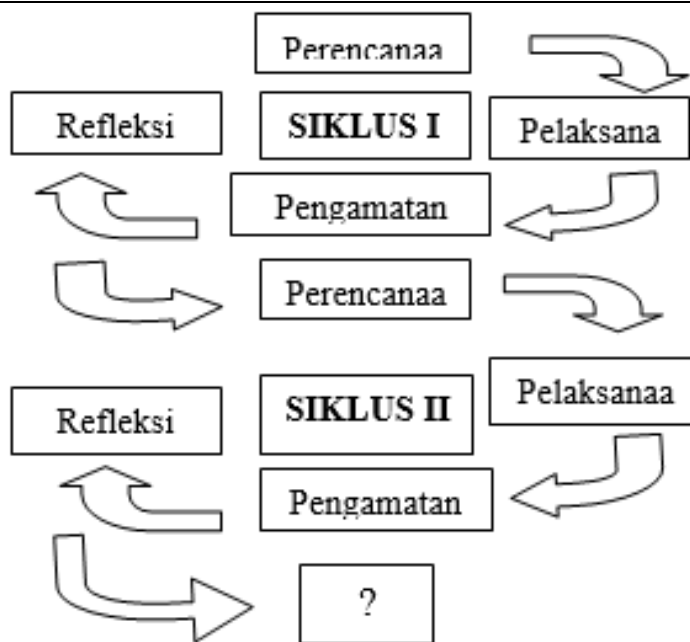 Perencanaa
Refleksi
SIKLUS I
Pelaksana
Pengamatan
Perencanaa
Refleksi
SIKLUS II
Pelaksanaa
Pengamatan
?